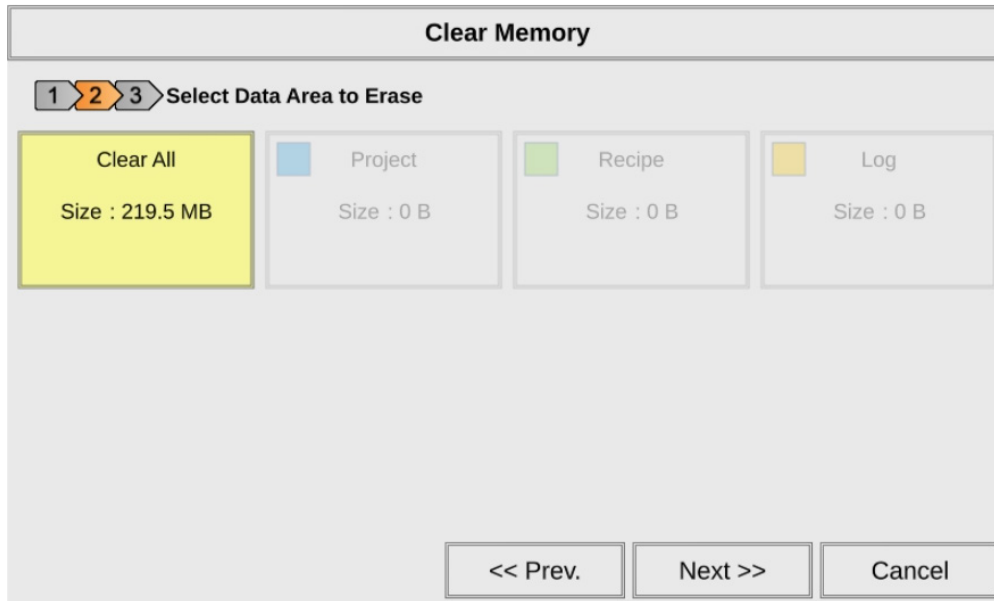 Clear Memory
1 2 3 Select Data Area to Erase
Clear All
Size : 219.5 MB
Project
Size : 0 B
Recipe
Size : 0 B
Log
Size : 0 B
<< Prev.
Next >>
Cancel